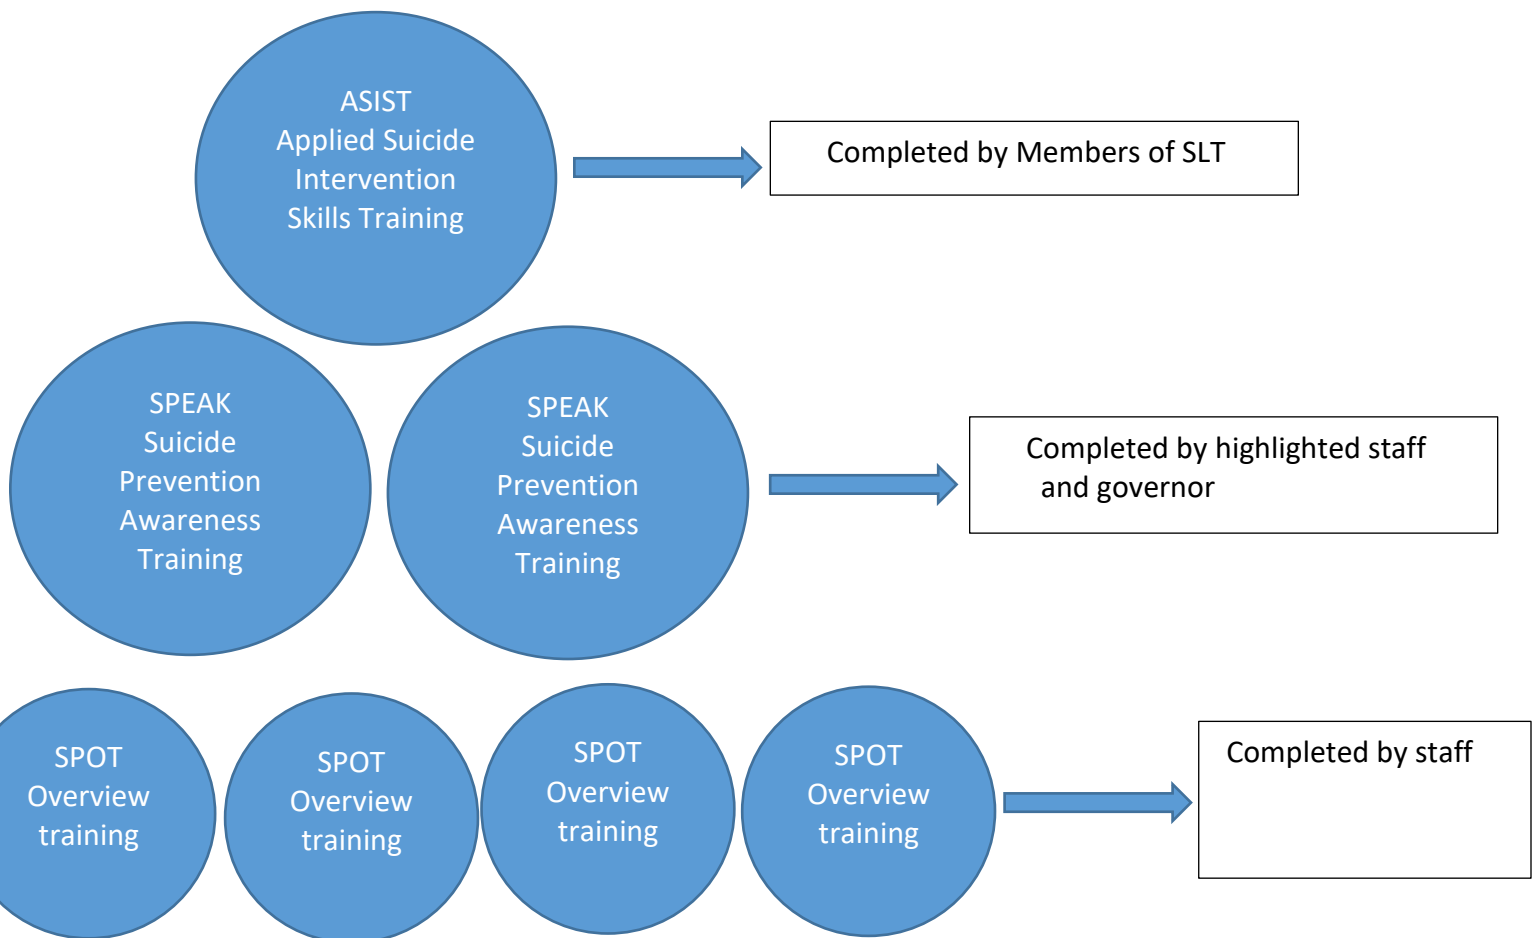 ASIST
Applied Suicide
Intervention
Skills Training
Completed by Members of SLT
SPEAK
Suicide
Prevention
Awareness
Training
SPEAK
Suicide
Prevention
Awareness
Training
Completed by highlighted staff
and governor
SPOT
Overview
training
SPOT
Overview
training
SPOT
Overview
training
SPOT
Overview
training
Completed by staff